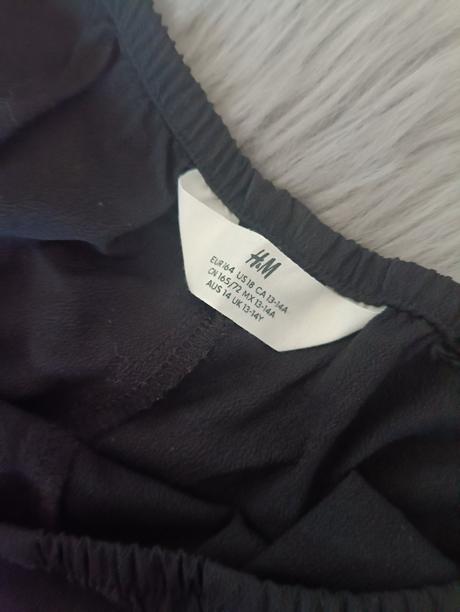 H&M
EUR 164 US 18 CA 13-14A
CN 165/72 MX 13-14A
AUS 14 UK 13-14Y